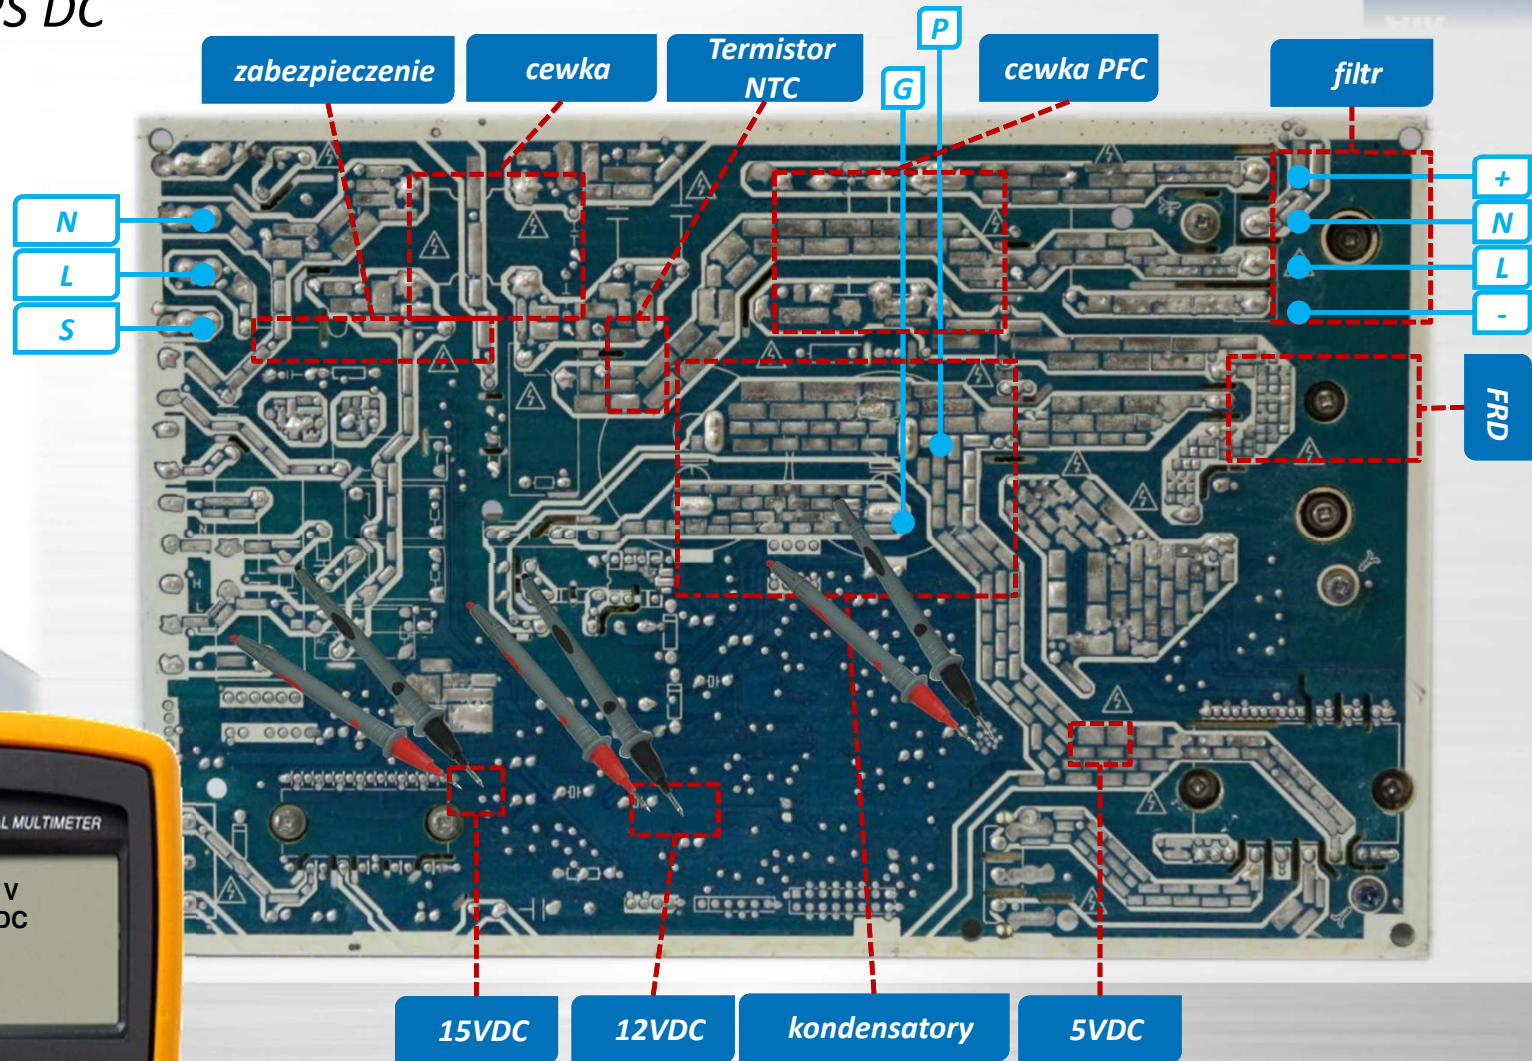 DC
P
zabezpieczenie
cewka
Termistor
NTC
G
cewka PFC
filtr
+
N
N
L
L
S
-
FRD
L MULTIMETER
V
DC
15VDC
12VDC
kondensatory
5VDC